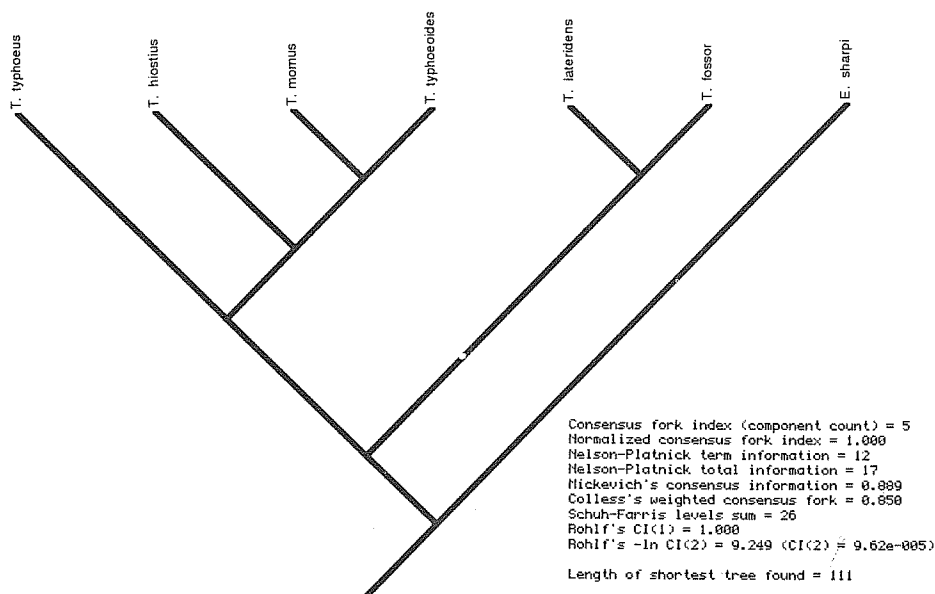 T. typhoeus
T. hiostius
T. momus
T. typhoeoides
T. lateridens
T. fossor
E. sharpi
Consensus fork index (component count) = 5
Normalized consensus fork index = 1.000
Nelson-Platnick term information = 12
Nelson-Platnick total information = 17
Mickevich's consensus information = 0.889
Colless's weighted consensus fork = 0.850
Schuh-Farris levels sum = 26
Rohlf's CI(1) = 1.000
Rohlf's -ln CI(2) = 9.249 (CI(2) = 9.62e-005)
Length of shortest tree found = 111